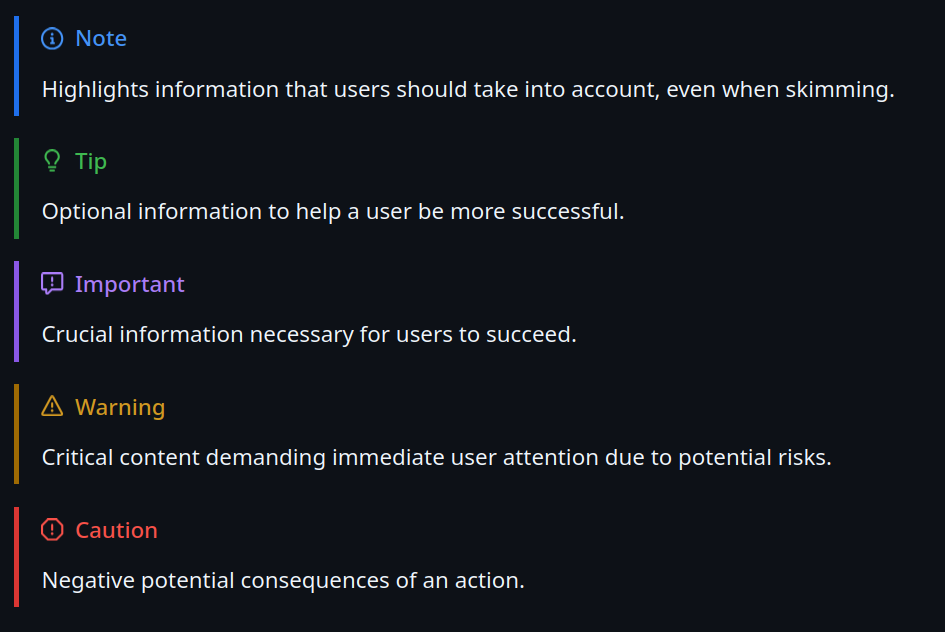 Note
Highlights information that users should take into account, even when skimming.
Tip
Optional information to help a user be more successful.
Important
Crucial information necessary for users to succeed.
Warning
Critical content demanding immediate user attention due to potential risks.
Caution
Negative potential consequences of an action.